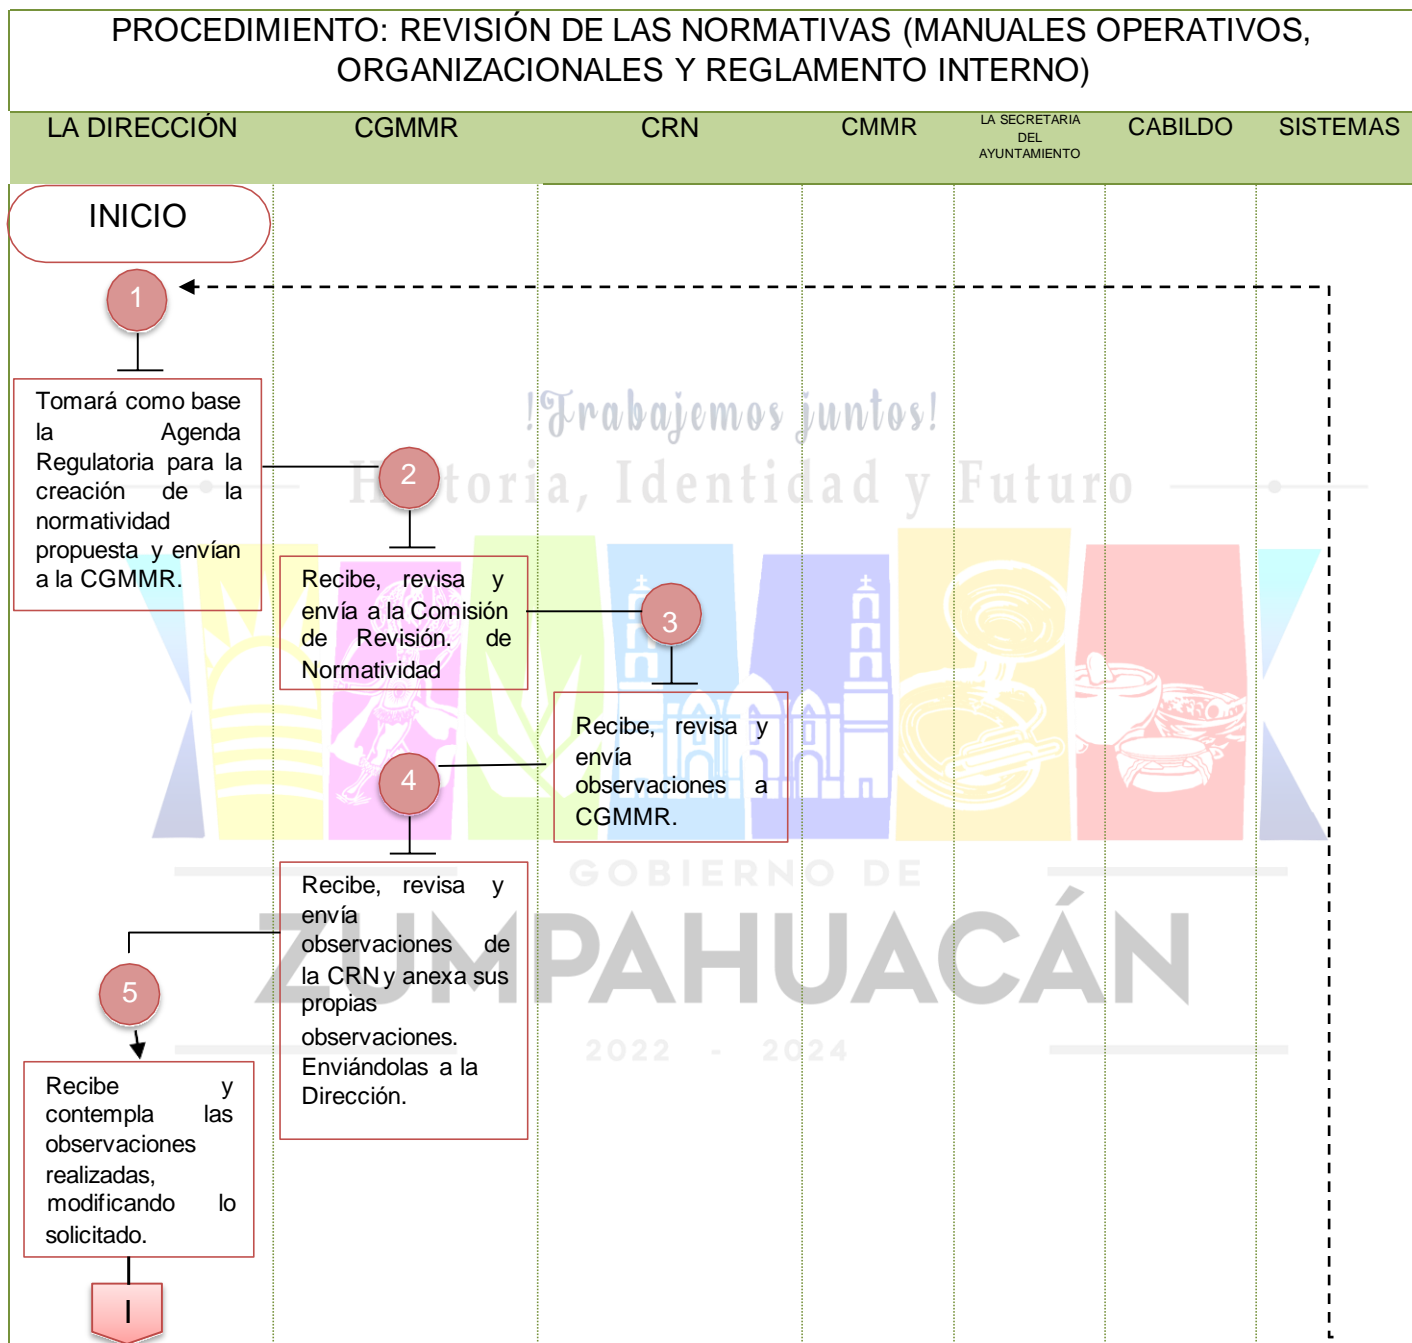 PROCEDIMIENTO: REVISIÓN DE LAS NORMATIVAS (MANUALES OPERATIVOS,
ORGANIZACIONALES Y REGLAMENTO INTERNO)
LA DIRECCIÓN
CGMMR
CRN
CMMR
LA SECRETARIA
DEL
AYUNTAMIENTO
CABILDO
SISTEMAS
INICIO
1
Tomará como base
la Agenda
Regulatoria para la
creación de la
normatividad
propuesta y envían
a la CGMMR.
!Trabajemos juntos!
Historia, Identidad y Futuro
2
Recibe, revisa y
envía a la Comisión
de Revisión. de
Normatividad
3
Recibe, revisa y
envía
observaciones a
CGMMR.
4
Recibe, revisa y
envía
observaciones de
la CRN y anexa sus
propias
observaciones.
Enviándolas a la
Dirección.
GOBIERNO DE
ZUMPAHUACÁN
2022 - 2024
5
Recibe y
contempla las
observaciones
realizadas,
modificando lo
solicitado.
I